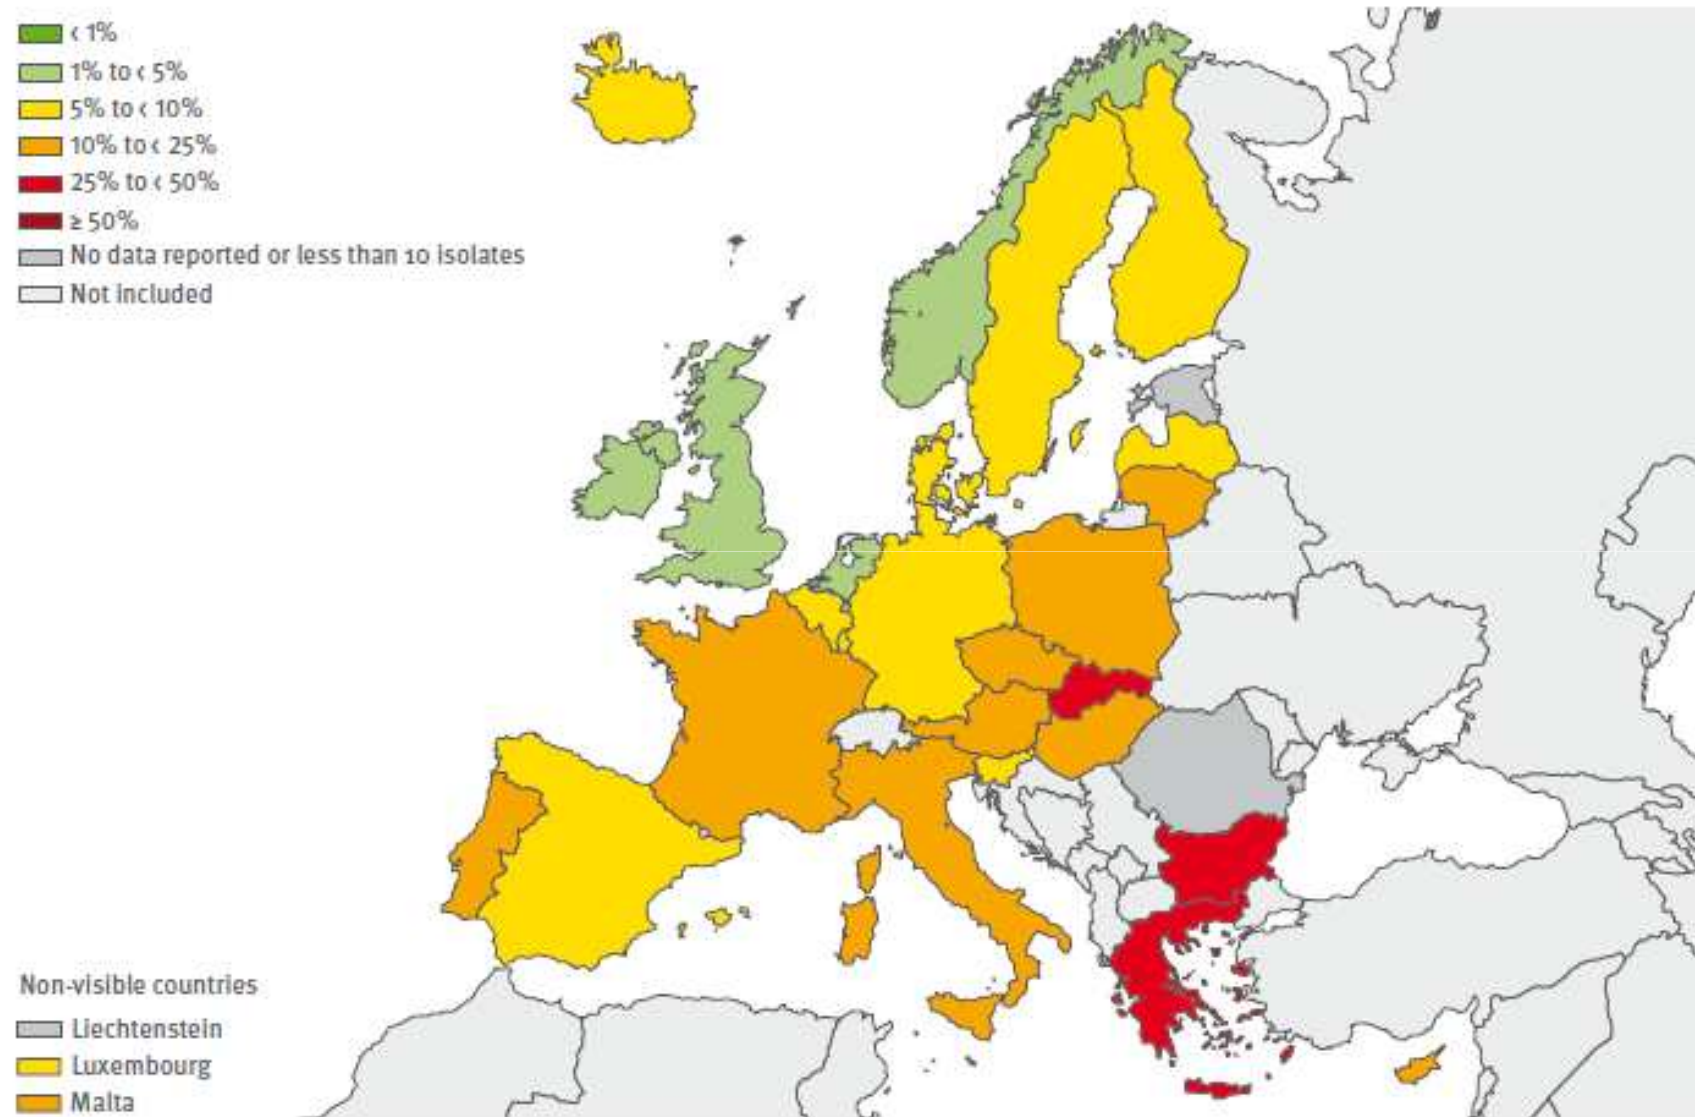 < 1%
1% to < 5%
5% to < 10%
10% to < 25%
25% to < 50%
≥ 50%
No data reported or less than 10 isolates
Not included
Non-visible countries
Liechtenstein
Luxembourg
Malta